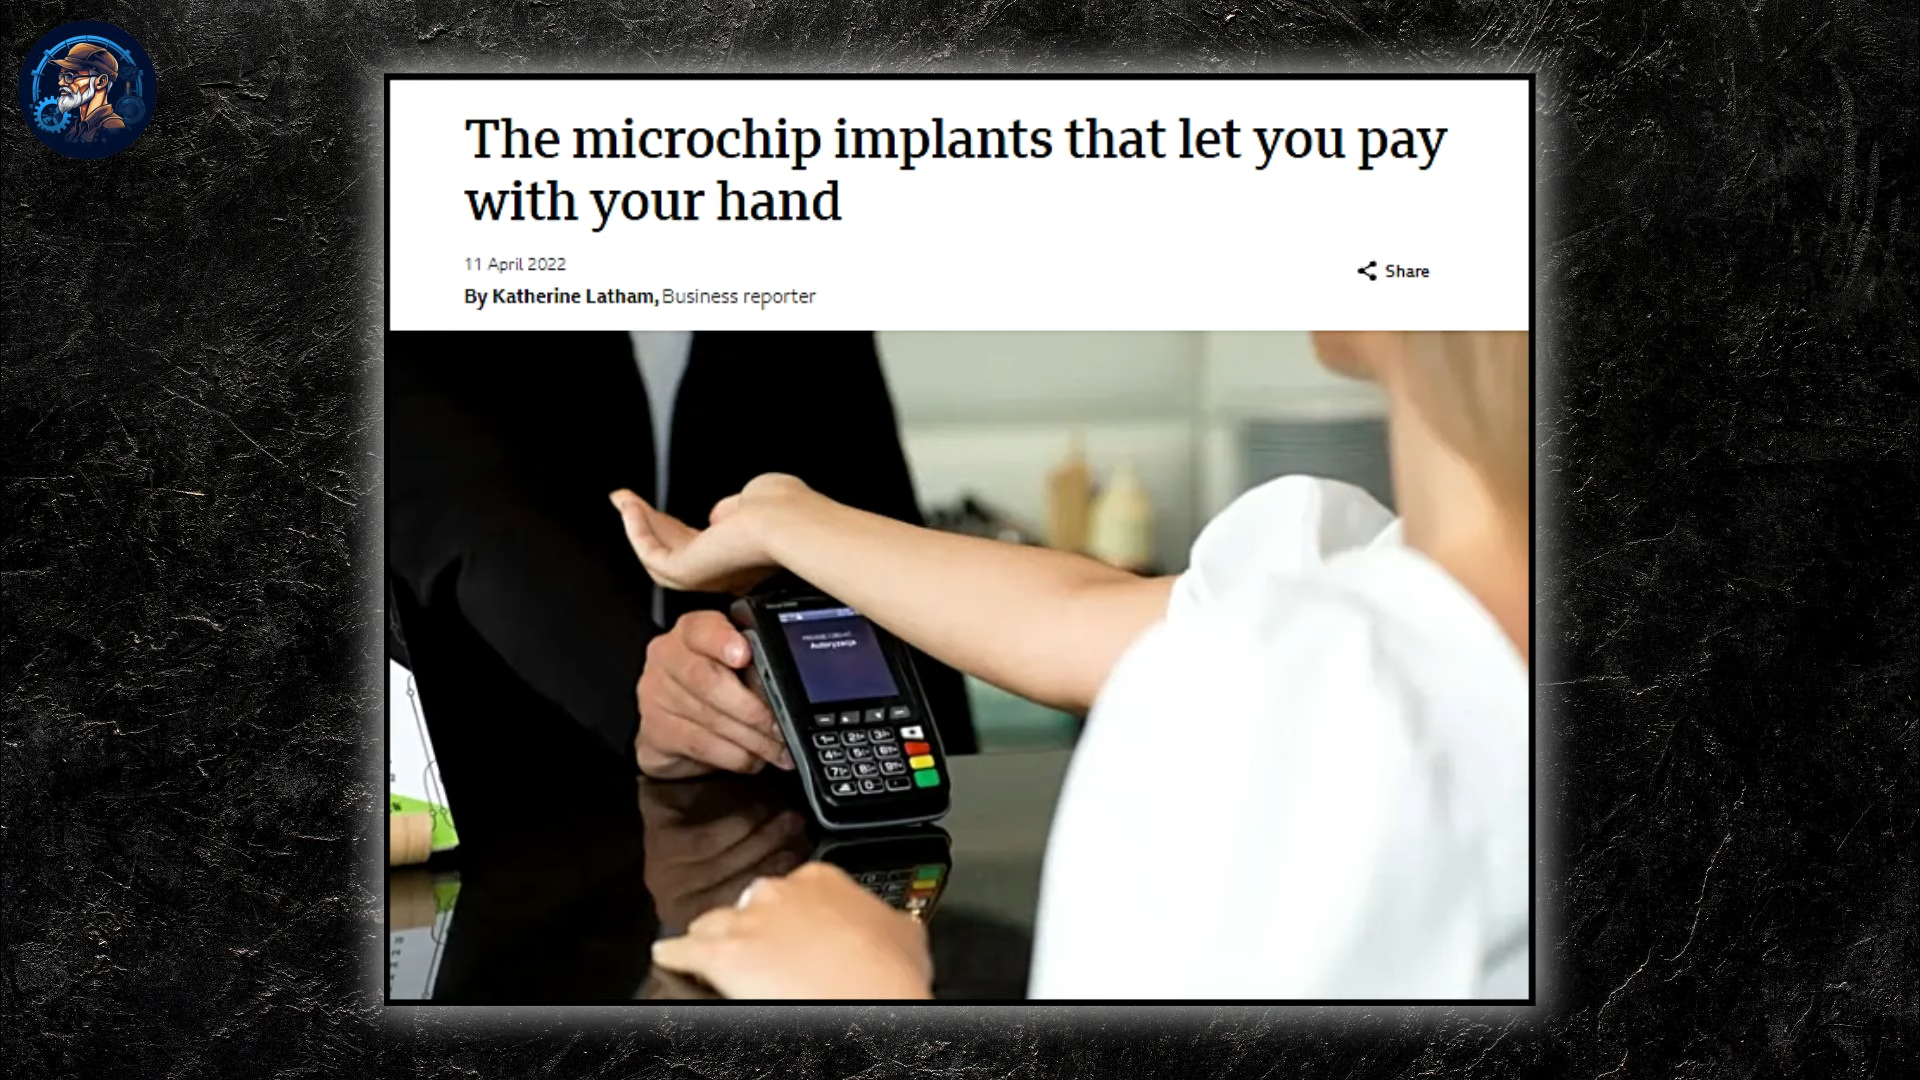 The microchip implants that let you pay
with your hand
11 April 2022
Share
By Katherine Latham, Business reporter
Autoryzacja